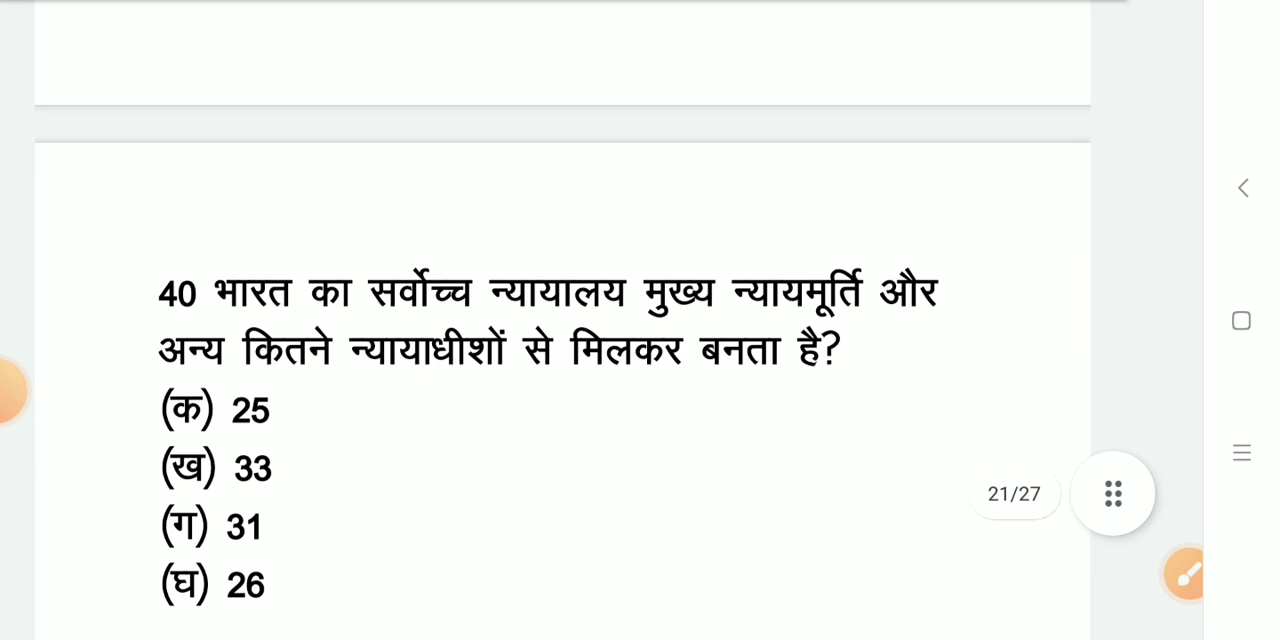 40 भारत का सर्वोच्च न्यायालय मुख्य न्यायमूर्ति और
अन्य कितने न्यायाधीशों से मिलकर बनता है?
(क) 25
(ख) 33
(ग) 31
(घ) 26
21/27